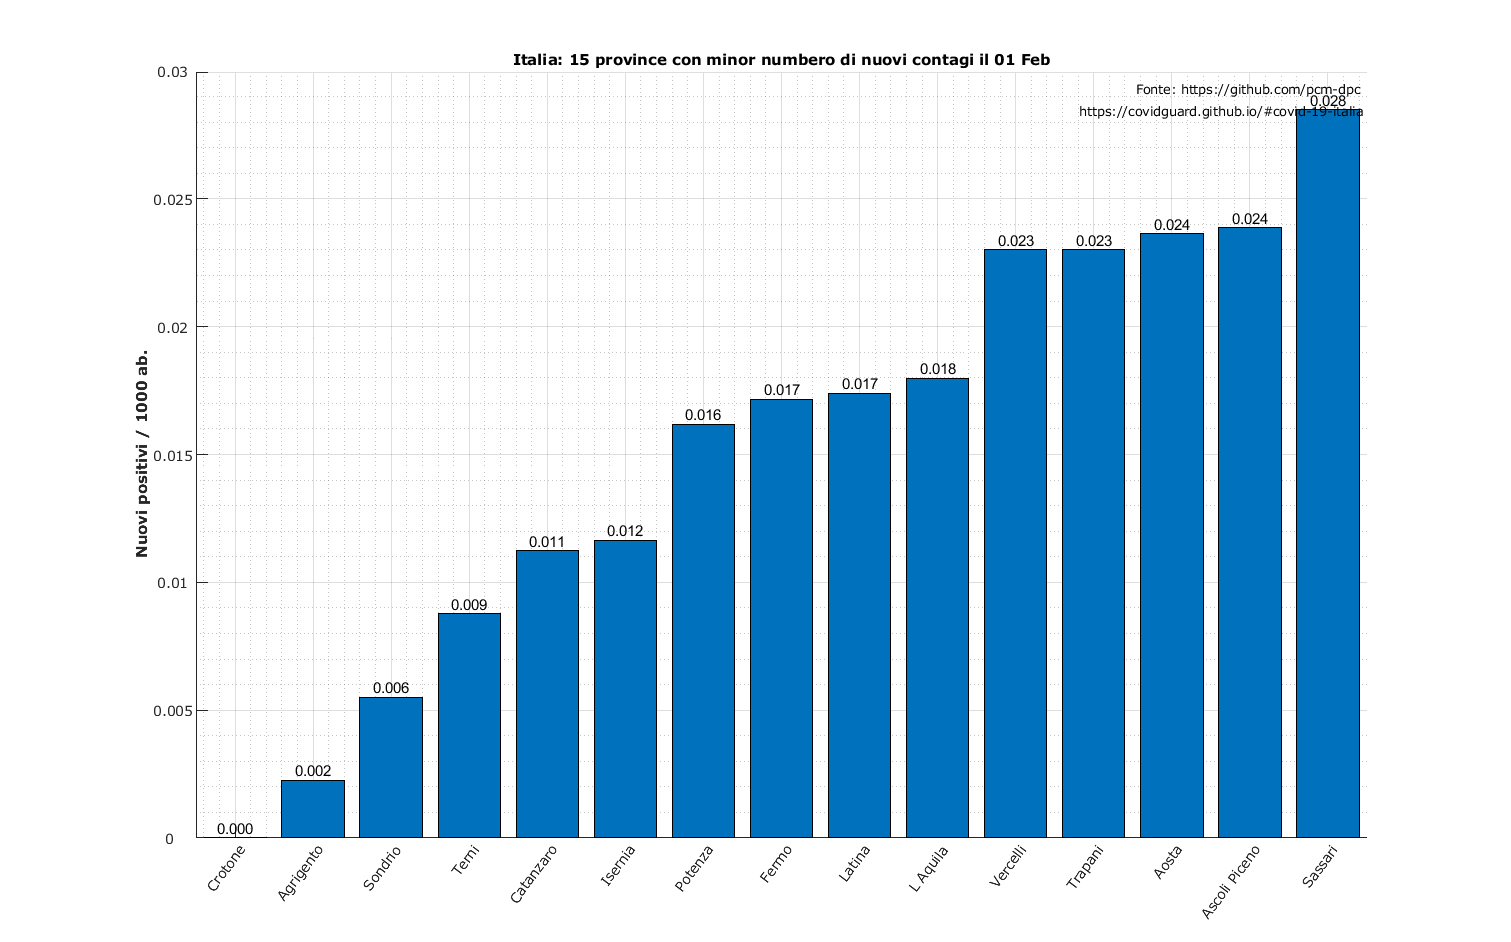 Italia: 15 province con minor numbero di nuovi contagi il 01 Feb
Fonte: https://github.com/pcm-dpc
https://covidguard.github.io/#covid-19-italia
Nuovi positivi / 1000 ab.
0.03
0.025
0.02
0.015
0.01
0.005
0
0.000
0.002
0.006
0.009
0.011
0.012
0.016
0.017
0.017
0.018
0.023
0.023
0.024
0.024
0.028
Crotone
Agrigento
Sondrio
Terni
Catanzaro
Isernia
Potenza
Fermo
Latina
L Aquila
Vercelli
Trapani
Aosta
Ascoli Piceno
Sassari